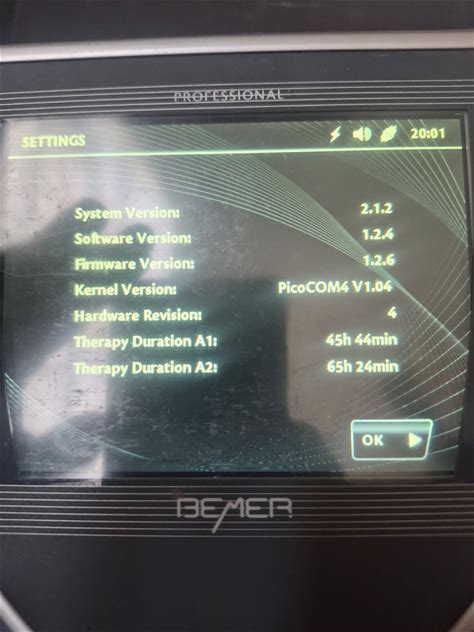 PROFESSIONAL
SETTINGS 20:01
System Version: 2.1.2
Software Version: 1.2.4
Firmware Version: 1.2.6
Kernel Version: PicoCOM4 V1.04
Hardware Revision: 4
Therapy Duration A1: 45h 44min
Therapy Duration A2: 65h 24min
OK
BEMER